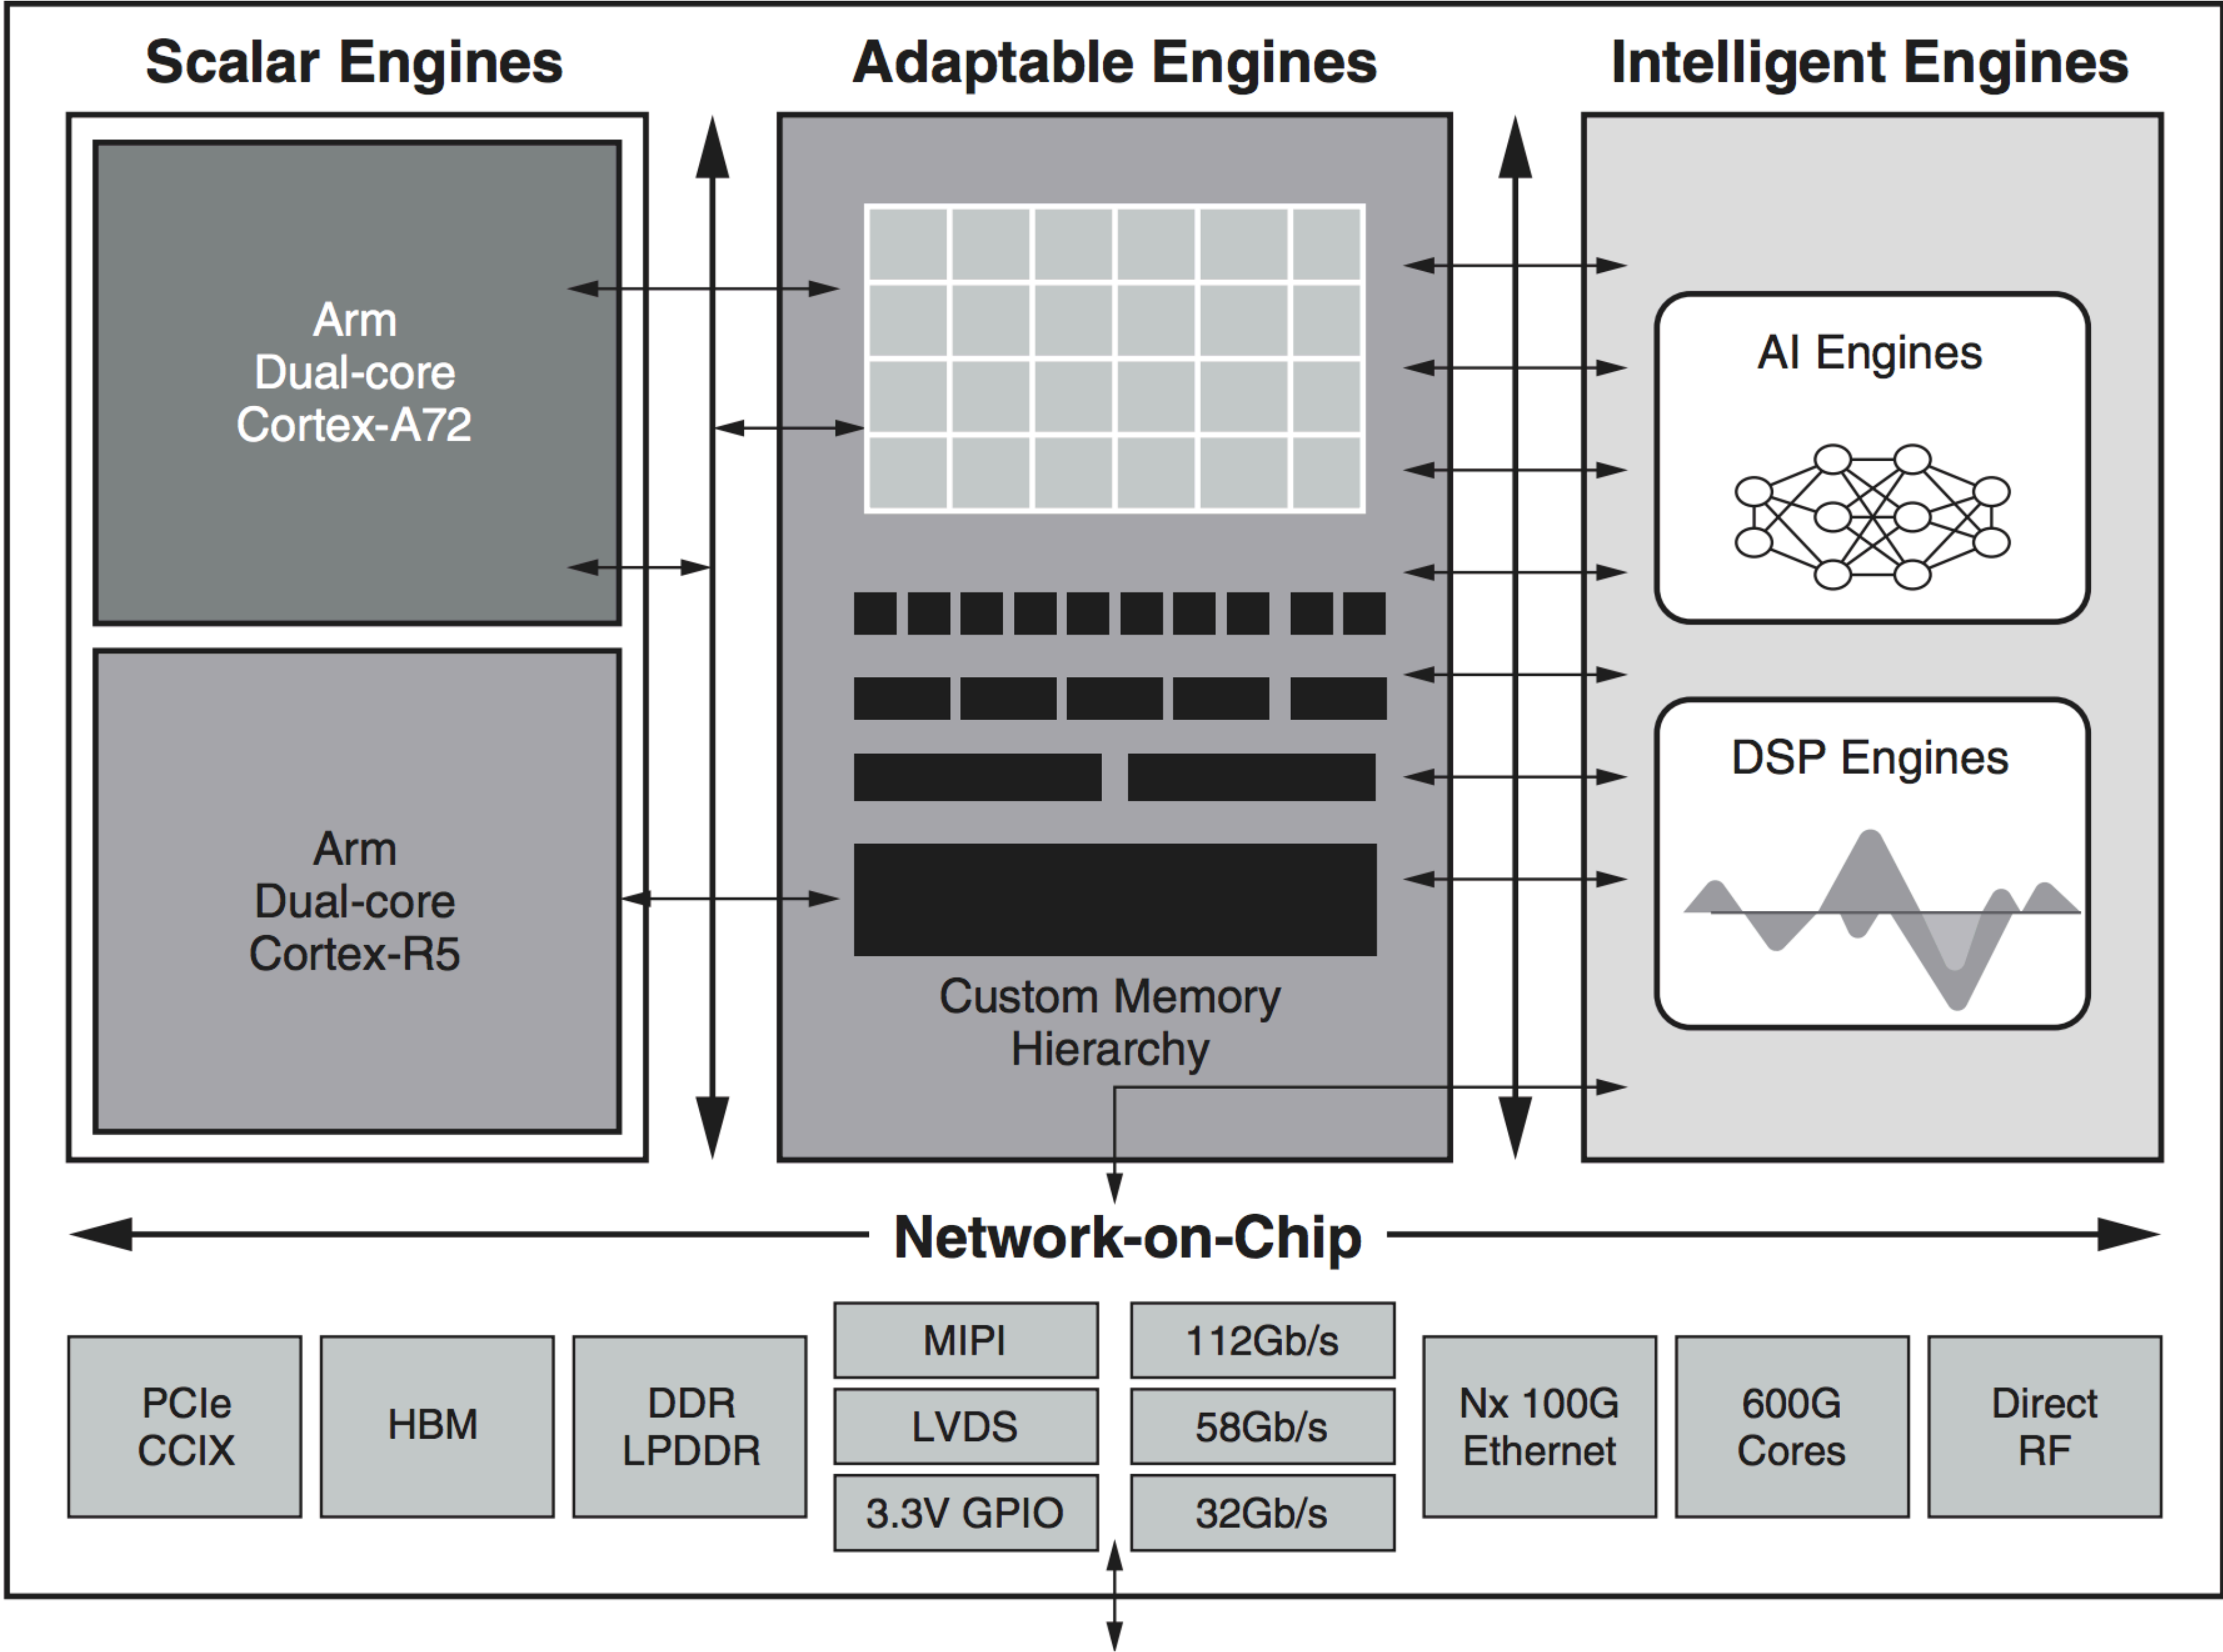 Scalar Engines
Adaptable Engines
Intelligent Engines
Arm
Dual-core
Cortex-A72
Arm
Dual-core
Cortex-R5
Custom Memory
Hierarchy
AI Engines
DSP Engines
Network-on-Chip
PCIe
CCIX
HBM
DDR
LPDDR
MIPI
LVDS
3.3V GPIO
112Gb/s
58Gb/s
32Gb/s
Nx 100G
Ethernet
600G
Cores
Direct
RF